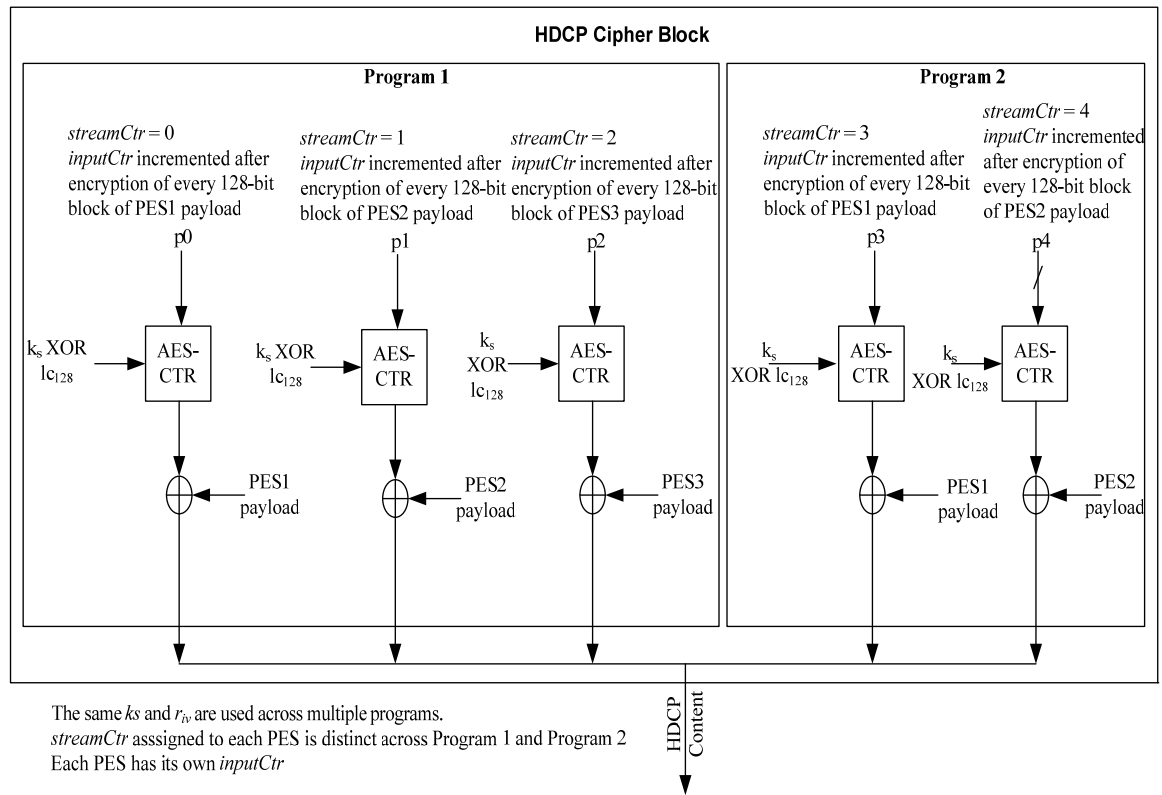 HDCP Cipher Block
Program 1
streamCtr = 0
inputCtr incremented after
encryption of every 128-bit
block of PES1 payload
p0
streamCtr = 1
inputCtr incremented after
encryption of every 128-bit
block of PES2 payload
p1
streamCtr = 2
inputCtr incremented after
encryption of every 128-bit
block of PES3 payload
p2
ks XOR
lc128
AES-
CTR
ks XOR
lc128
AES-
CTR
ks
XOR
lc128
AES-
CTR
PES1
payload
PES2
payload
PES3
payload
Program 2
streamCtr = 3
inputCtr incremented after
encryption of every 128-bit
block of PES1 payload
p3
streamCtr = 4
inputCtr incremented
after encryption of
every 128-bit block
of PES2 payload
p4
ks
XOR lc128
AES-
CTR
ks
XOR lc128
AES-
CTR
PES1
payload
PES2
payload
HDCP
Content
The same ks and riv are used across multiple programs.
streamCtr asssigned to each PES is distinct across Program 1 and Program 2
Each PES has its own inputCtr